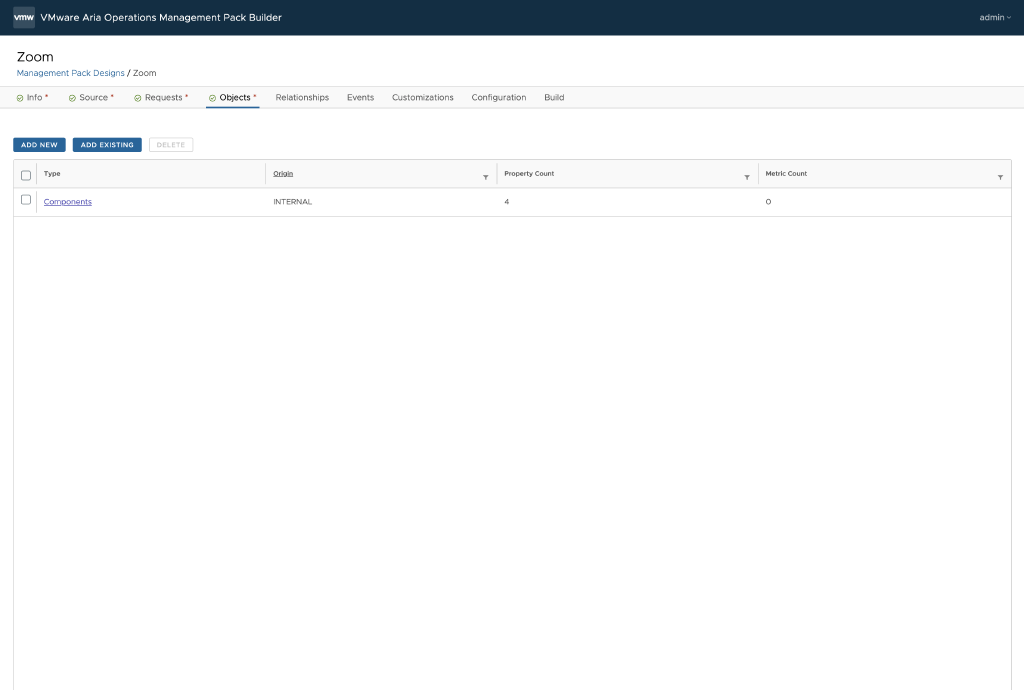 vmw VMware Aria Operations Management Pack Builder admin
Zoom
Management Pack Designs / Zoom
Info * Source * Requests * Objects * Relationships Events Customizations Configuration Build
ADD NEW ADD EXISTING DELETE
Type Origin Property Count Metric Count
Components INTERNAL 4 0